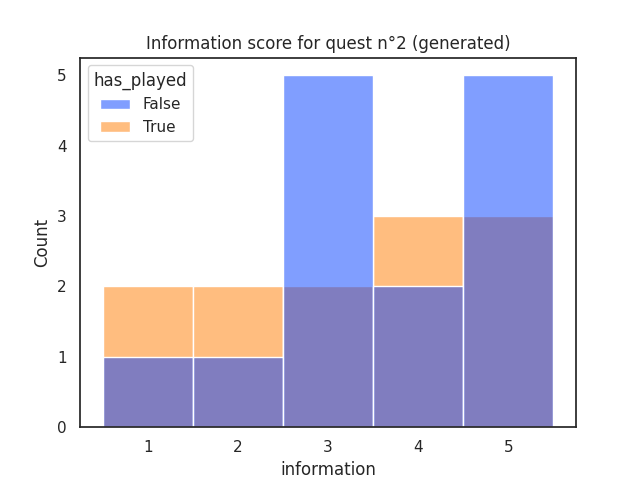 Information score for quest n°2 (generated)
has_played
False
True
5
4
3
2
1
0
Count
1 2 3 4 5
information